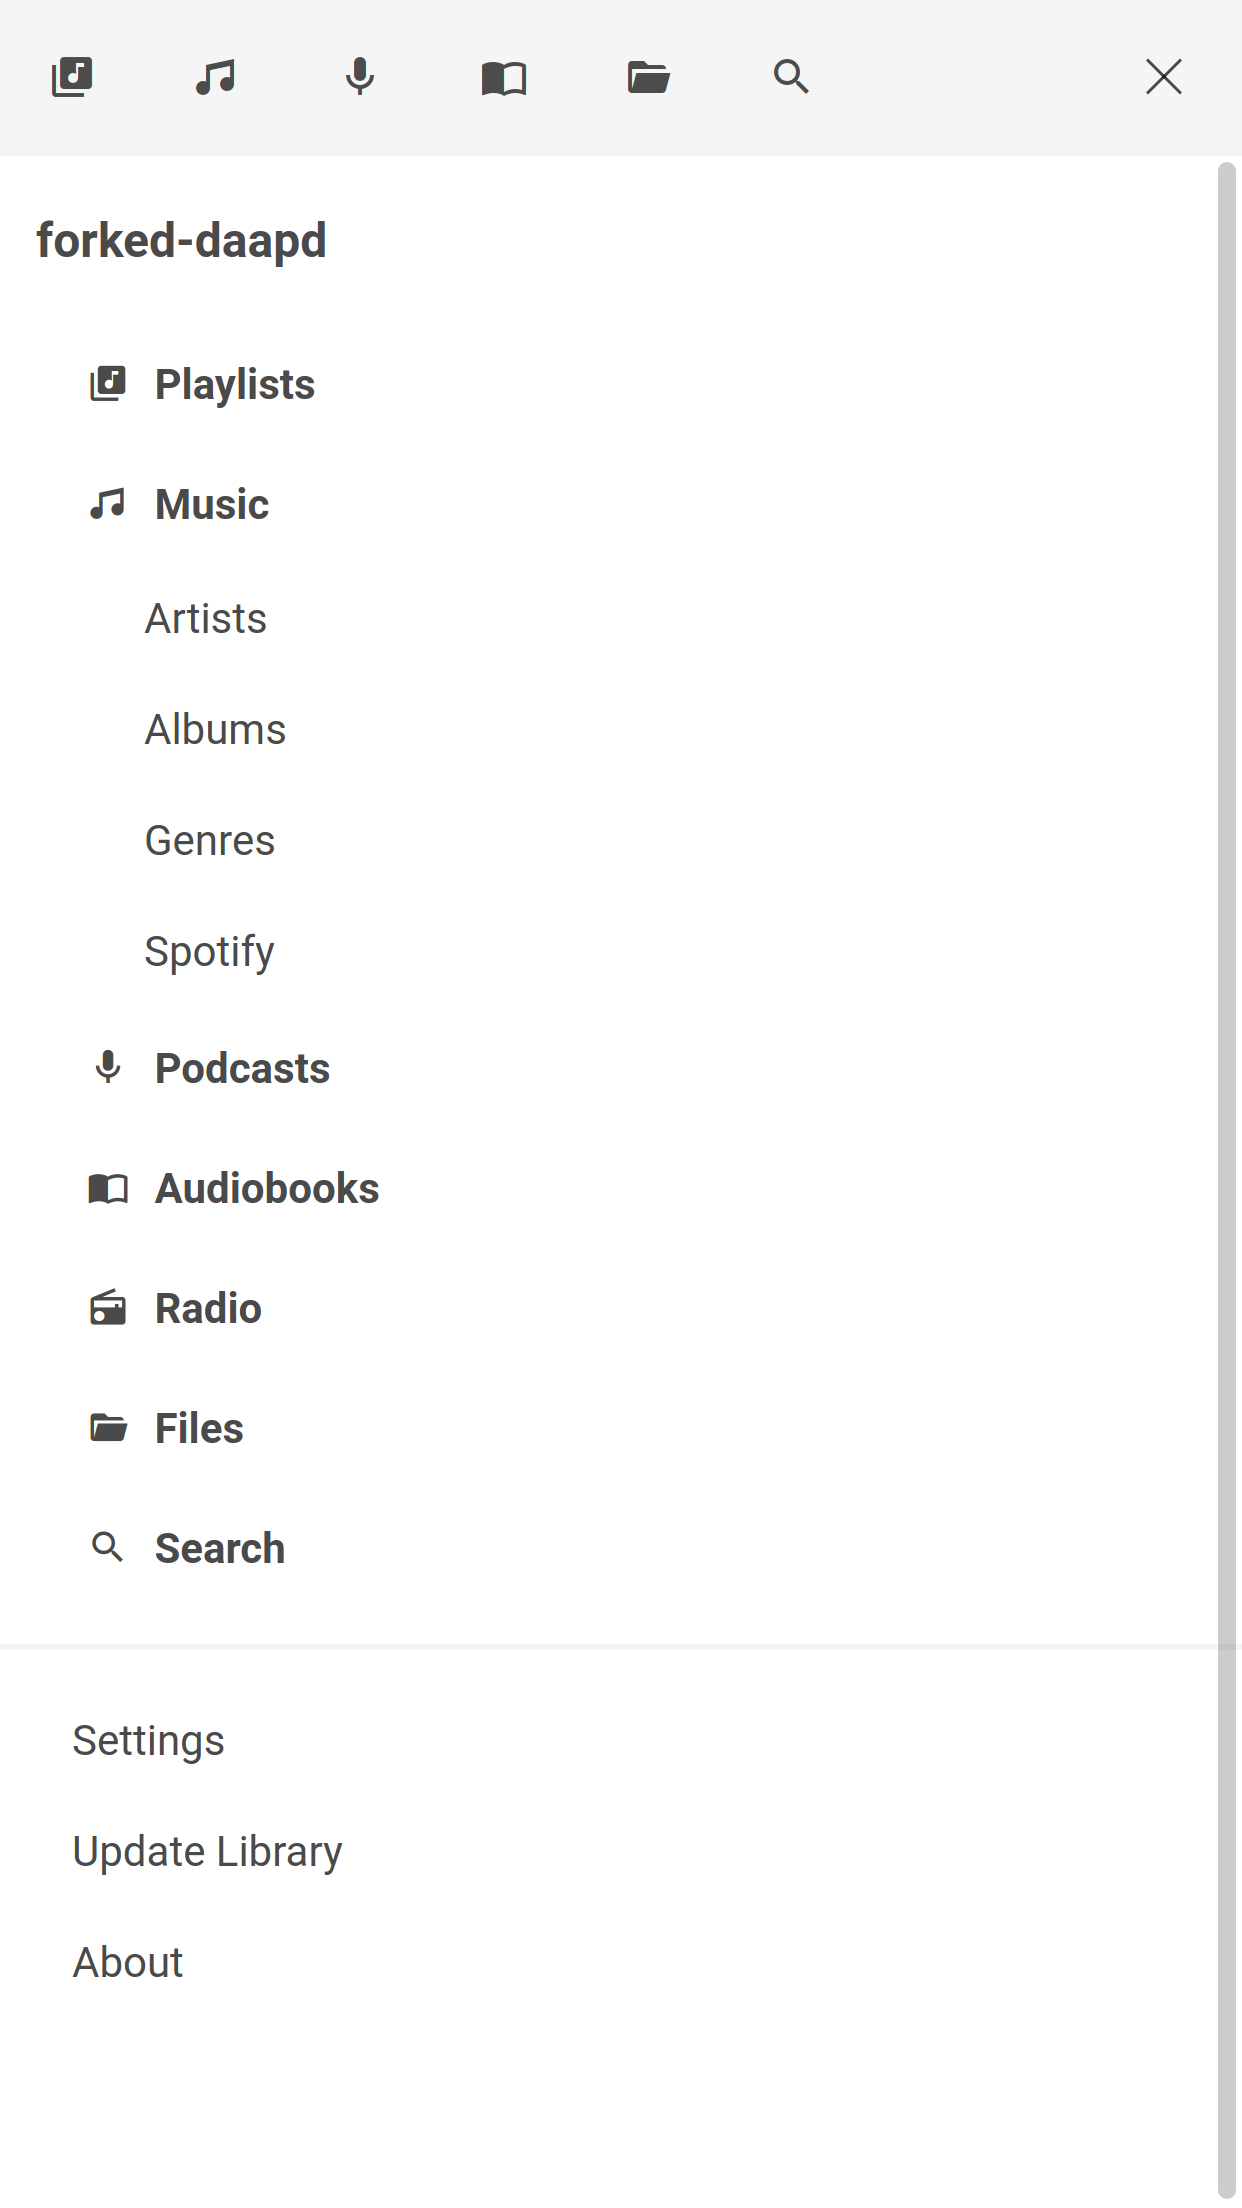 forked-daapd
Playlists
Music
Artists
Albums
Genres
Spotify
Podcasts
Audiobooks
Radio
Files
Search
Settings
Update Library
About